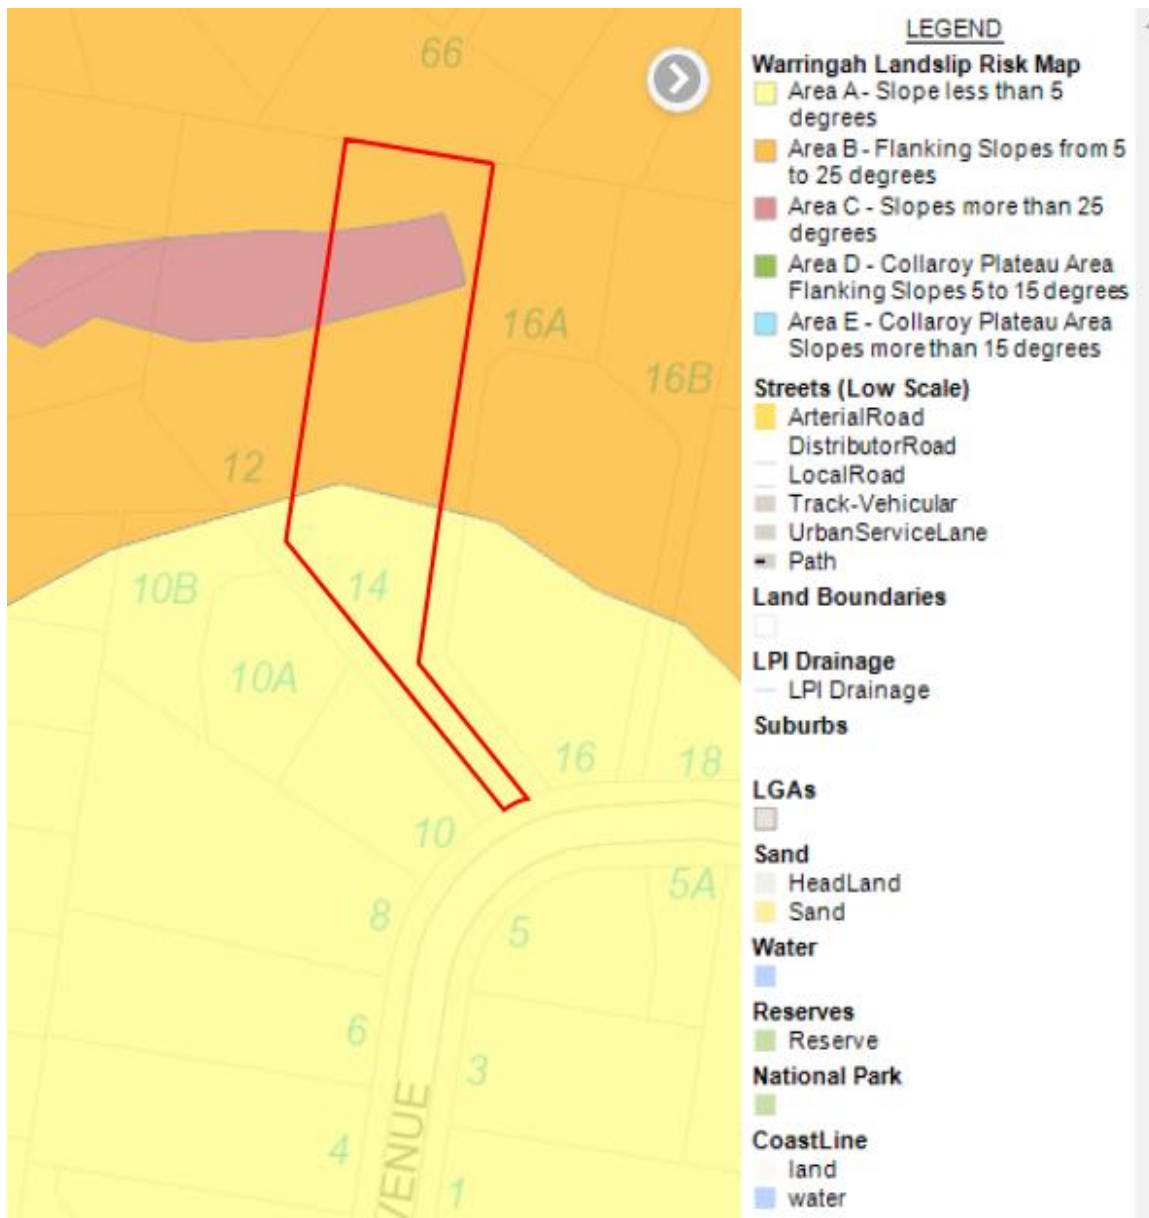 66
16A
16B
12
14
10B
10A
16
18
10
5A
8
5
6
3
4
1
VENUE
LEGEND
Warringah Landslip Risk Map
Area A - Slope less than 5
degrees
Area B - Flanking Slopes from 5
to 25 degrees
Area C - Slopes more than 25
degrees
Area D - Collaroy Plateau Area
Flanking Slopes 5 to 15 degrees
Area E - Collaroy Plateau Area
Slopes more than 15 degrees
Streets (Low Scale)
ArterialRoad
DistributorRoad
LocalRoad
Track-Vehicular
UrbanServiceLane
Path
Land Boundaries
LPI Drainage
LPI Drainage
Suburbs
LGAs
Sand
HeadLand
Sand
Water
Reserves
Reserve
National Park
CoastLine
land
water